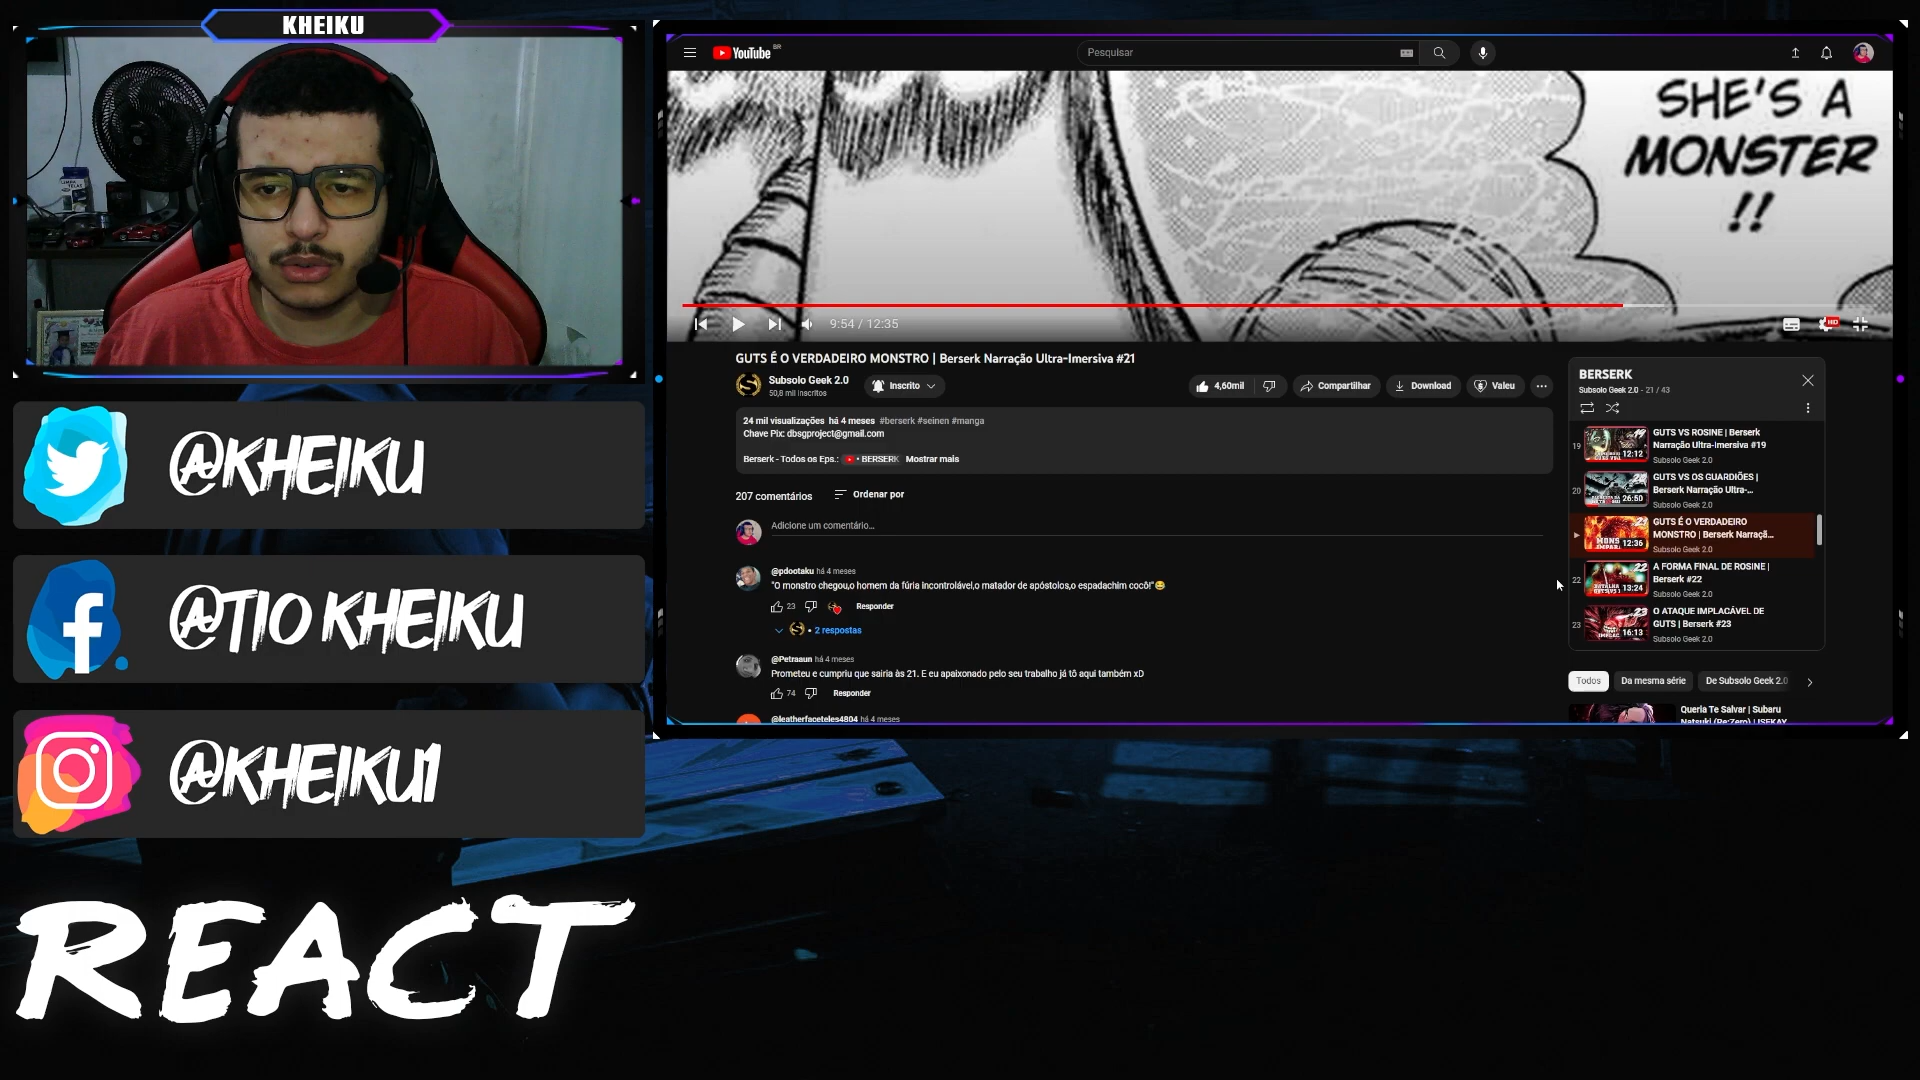 KHEIKU
@KHEIKU
@TIO KHEIKU
@KHEIKU1
REACT
YouTube BR
Pesquisar
SHE'S A
MONSTER
!!
9:54 / 12:35
HD
GUTS É O VERDADEIRO MONSTRO | Berserk Narração Ultra-Imersiva #21
Subsolo Geek 2.0
50,8 mil inscritos
Inscrito
4,60mil
Compartilhar
Download
Valeu
24 mil visualizações há 4 meses #berserk #seinen #manga
Chave Pix: dbsgproject@gmail.com
Berserk - Todos os Eps.: • BERSERK Mostrar mais
207 comentários
Ordenar por
Adicione um comentário...
@pdootaku há 4 meses
"O monstro chegou,o homem da fúria incontrolável,o matador de apóstolos,o espadachim cocô!"😂
23
Responder
• 2 respostas
@Petraaun há 4 meses
Prometeu e cumpriu que sairia às 21. E eu apaixonado pelo seu trabalho já tô aqui também xD
74
Responder
@leatherfaceteles4804 há 4 meses
BERSERK
Subsolo Geek 2.0 - 21 / 43
19
12:12
GUTS VS ROSINE | Berserk
Narração Ultra-Imersiva #19
Subsolo Geek 2.0
20
26:50
GUTS VS OS GUARDIÕES |
Berserk Narração Ultra-...
Subsolo Geek 2.0
12:36
GUTS É O VERDADEIRO
MONSTRO | Berserk Narraçã...
Subsolo Geek 2.0
22
13:24
A FORMA FINAL DE ROSINE |
Berserk #22
Subsolo Geek 2.0
23
16:13
O ATAQUE IMPLACÁVEL DE
GUTS | Berserk #23
Subsolo Geek 2.0
Todos
Da mesma série
De Subsolo Geek 2.0
Queria Te Salvar | Subaru
Natsuki (Re:Zero) | ISEKAY